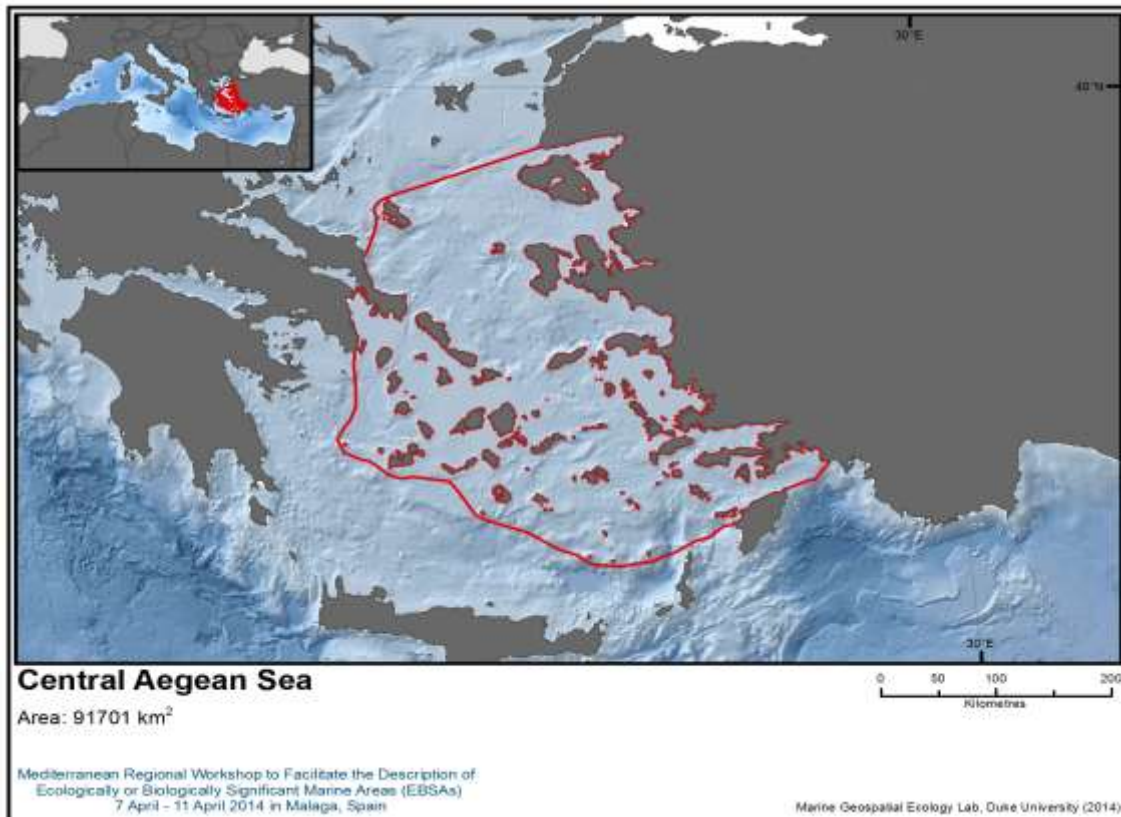 30°E
40°N
30°E
Central Aegean Sea
Area: 91701 km²
0 50 100 200
Kilometres
Mediterranean Regional Workshop to Facilitate the Description of
Ecologically or Biologically Significant Marine Areas (EBSAs)
7 April - 11 April 2014 in Malaga, Spain
Marine Geospatial Ecology Lab, Duke University (2014)